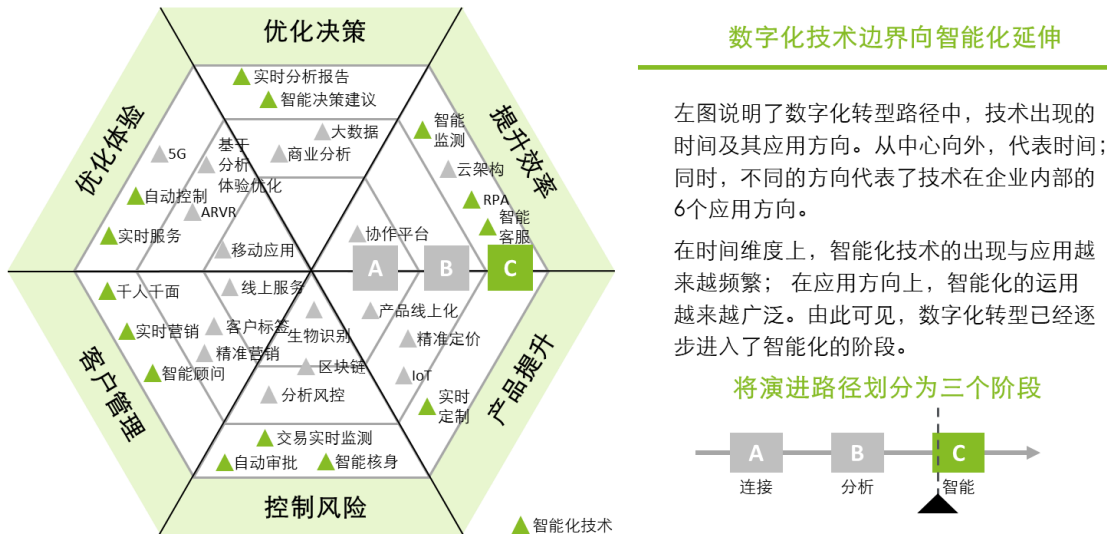 优化决策
实时分析报告
智能决策建议
大数据
商业分析
提升效率
智能
监测
云架构
RPA
智能
客服
协作平台
A
B
C
优化体验
5G
基于
分析
体验优化
自动控制
ARVR
实时服务
移动应用
客户管理
千人千面
线上服务
实时营销
客户标签
精准营销
智能顾问
生物识别
区块链
分析风控
交易实时监测
自动审批
智能核身
控制风险
产品提升
产品线上化
精准定价
IoT
实时
定制
智能化技术
数字化技术边界向智能化延伸
左图说明了数字化转型路径中，技术出现的
时间及其应用方向。从中心向外，代表时间；
同时，不同的方向代表了技术在企业内部的
6个应用方向。
在时间维度上，智能化技术的出现与应用越
来越频繁； 在应用方向上，智能化的运用
越来越广泛。由此可见，数字化转型已经逐
步进入了智能化的阶段。
将演进路径划分为三个阶段
A
B
C
连接
分析
智能